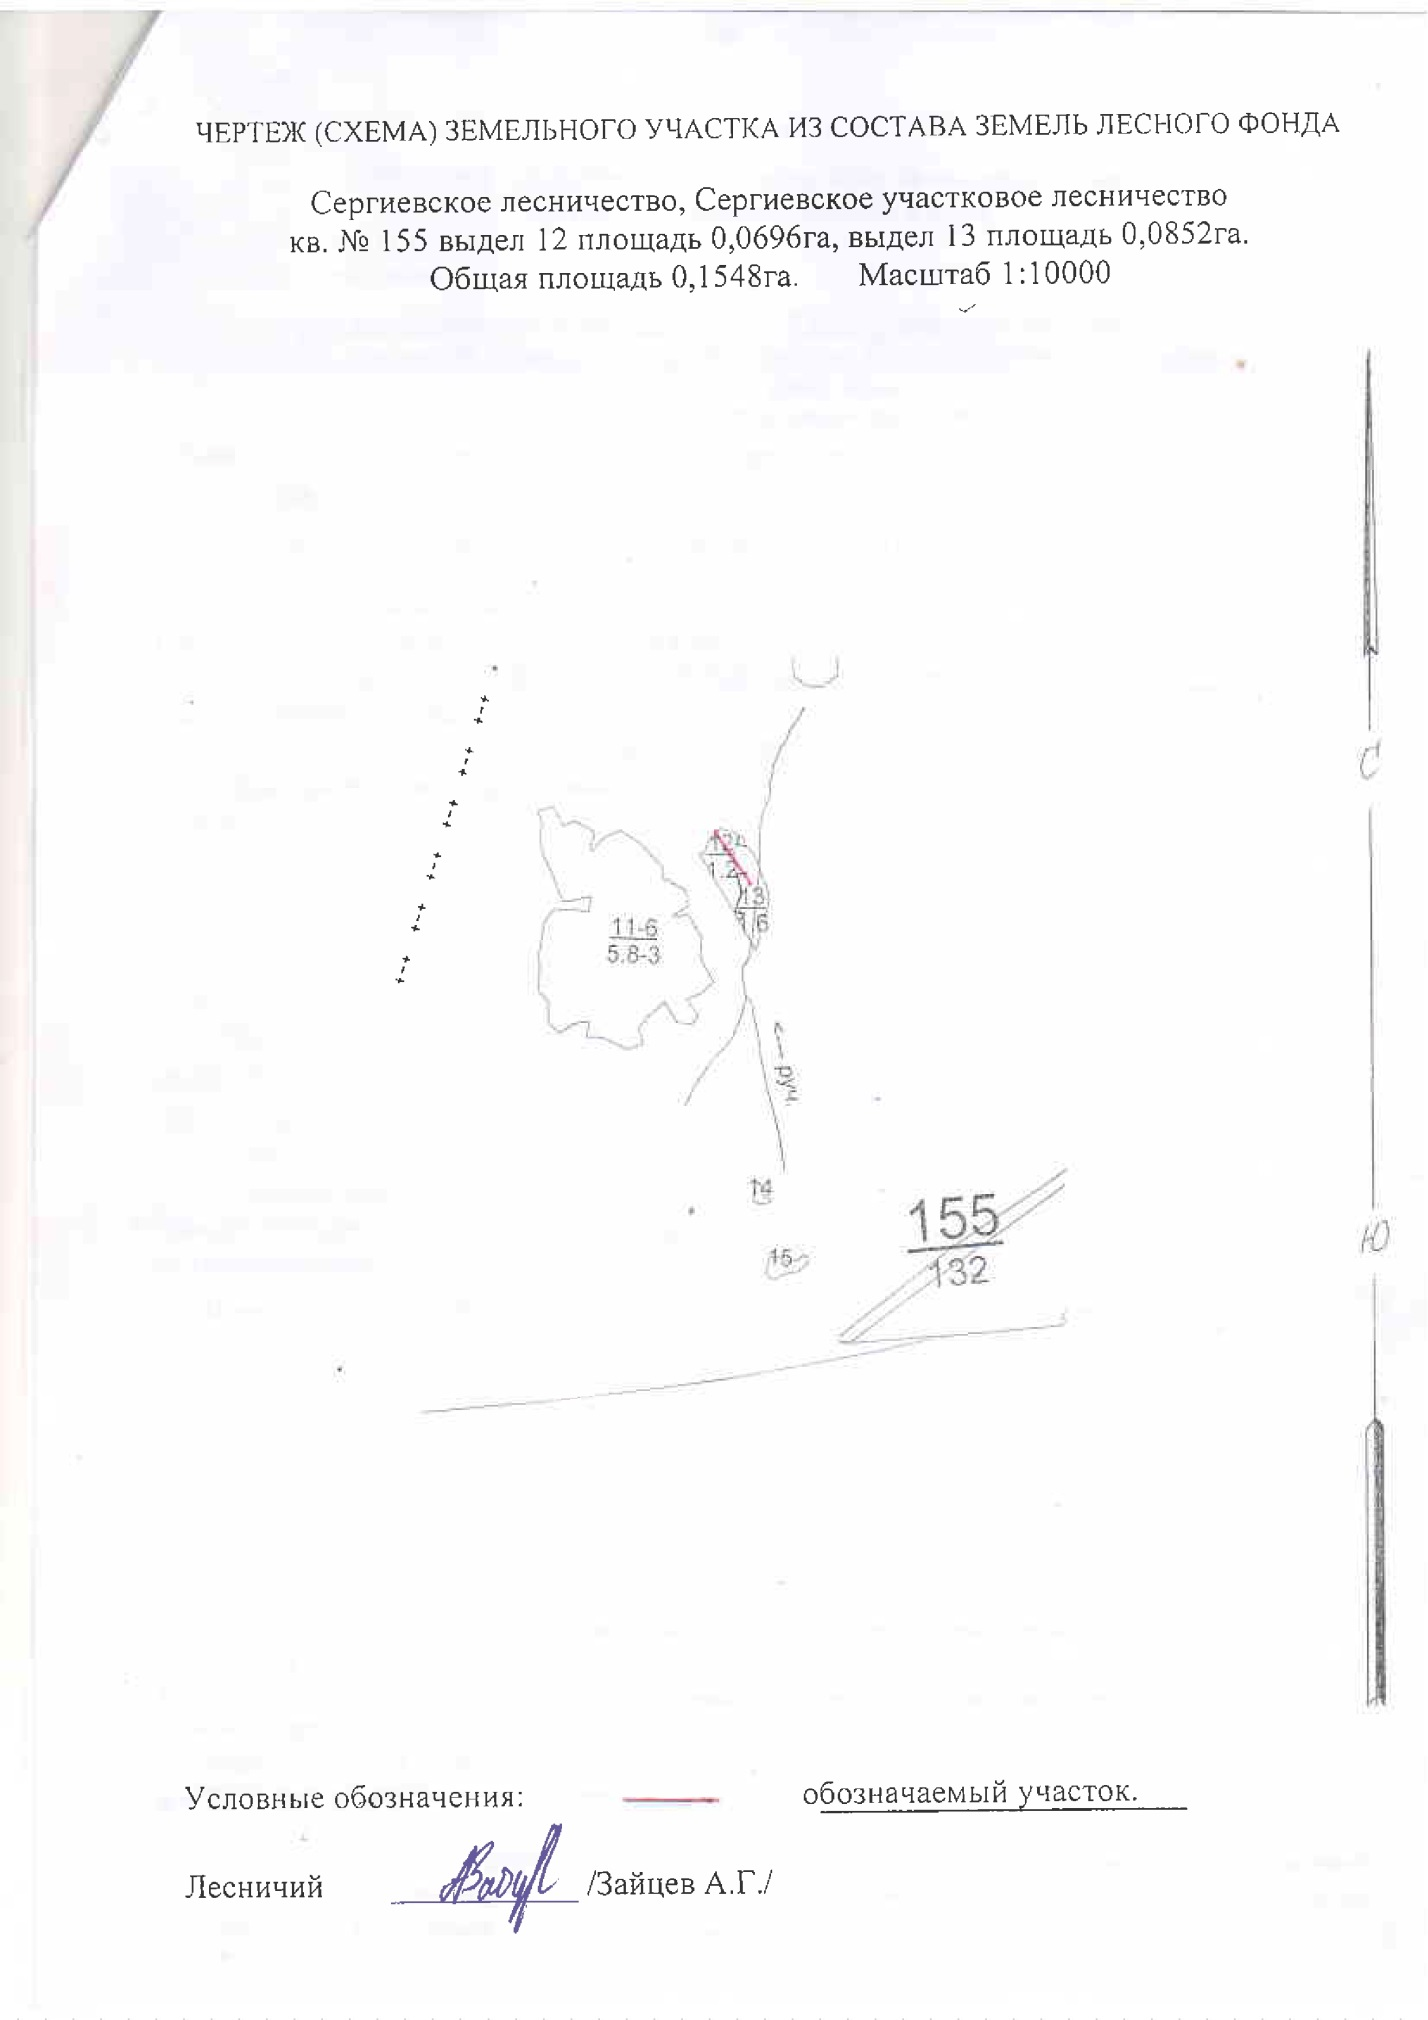 ЧЕРТЕЖ (СХЕМА) ЗЕМЕЛЬНОГО УЧАСТКА ИЗ СОСТАВА ЗЕМЕЛЬ ЛЕСНОГО ФОНДА
Сергиевское лесничество, Сергиевское участковое лесничество
кв. № 155 выдел 12 площадь 0,0696га, выдел 13 площадь 0,0852га.
Общая площадь 0,1548га. Масштаб 1:10000
С
13
11-6
5.8-3
руч.
14
155
132
Ю
15
Условные обозначения: обозначаемый участок.
Лесничий /Зайцев А.Г./